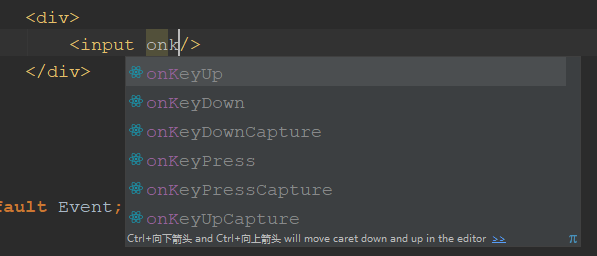 <div>
<input onk/>
</div>
onKeyUp
onKeyDown
onKeyDownCapture
onKeyPress
onKeyPressCapture
onKeyUpCapture
fault Event;
Ctrl+向下箭头 and Ctrl+向上箭头 will move caret down and up in the editor >> π